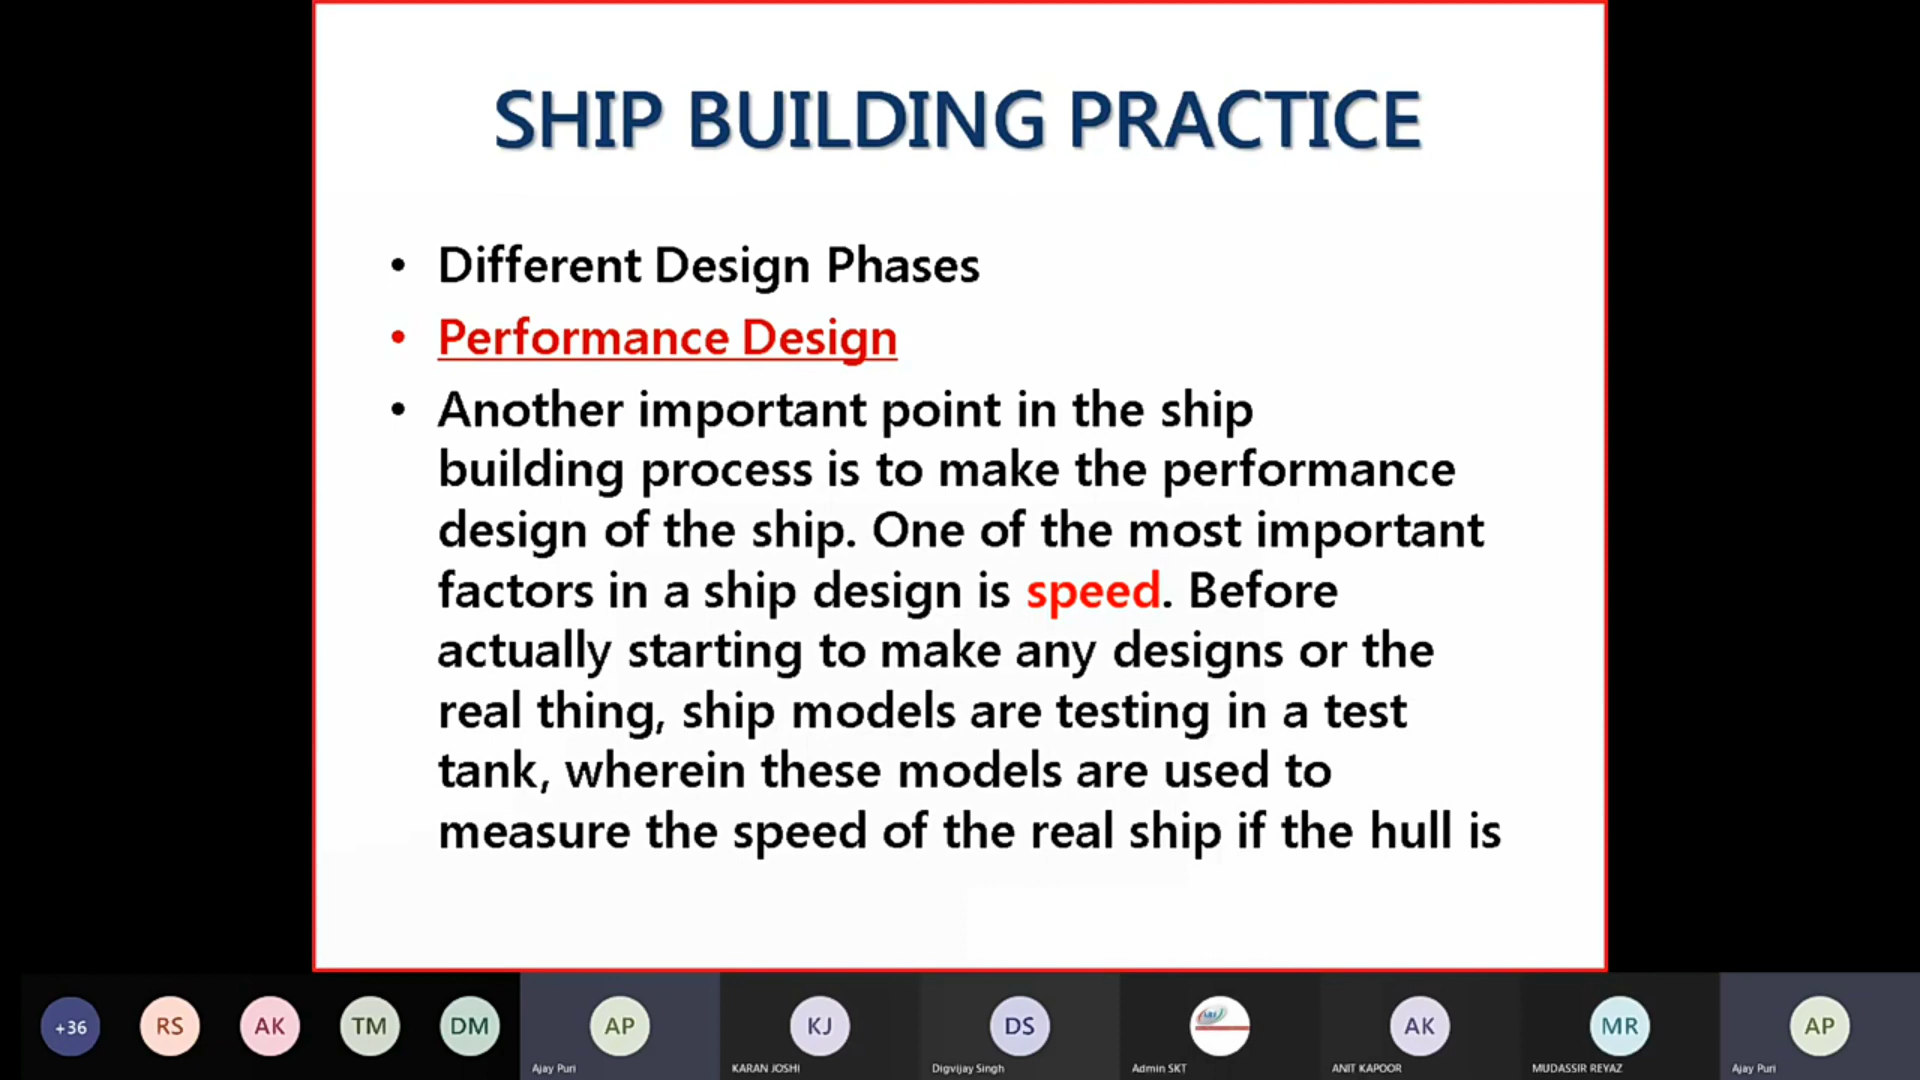 SHIP BUILDING PRACTICE
• Different Design Phases
• Performance Design
• Another important point in the ship
building process is to make the performance
design of the ship. One of the most important
factors in a ship design is speed. Before
actually starting to make any designs or the
real thing, ship models are testing in a test
tank, wherein these models are used to
measure the speed of the real ship if the hull is
+36 RS AK TM DM AP KJ DS AK MR AP
Ajay Puri KARAN JOSHI Digvijay Singh Admin SKT ANIT KAPOOR MUDASSIR REYAZ Ajay Puri